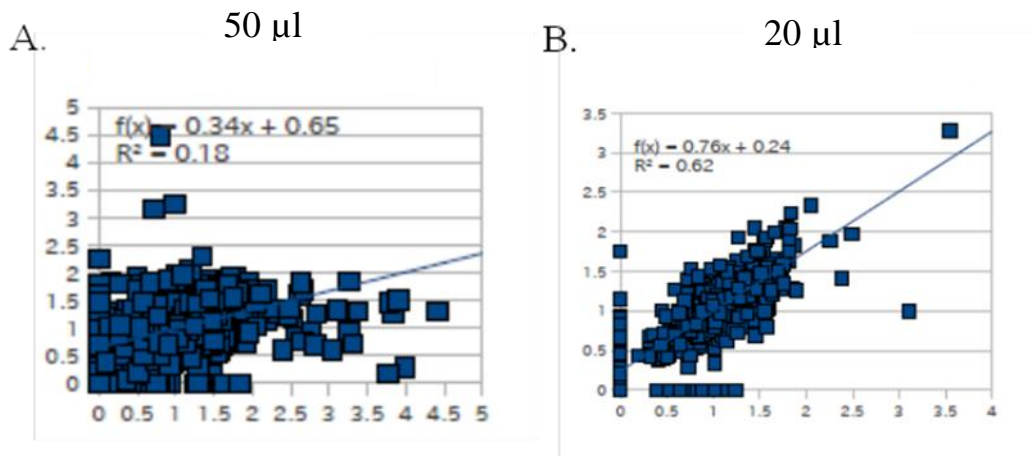 A.
50 µl
5
4.5
4
3.5
3
2.5
2
1.5
1
0.5
0
f(x) = 0.34x + 0.65
R² = 0.18
0 0.5 1 1.5 2 2.5 3 3.5 4 4.5 5
B.
20 µl
3.5
3
2.5
2
1.5
1
0.5
0
f(x) = 0.76x + 0.24
R² = 0.62
0 0.5 1 1.5 2 2.5 3 3.5 4